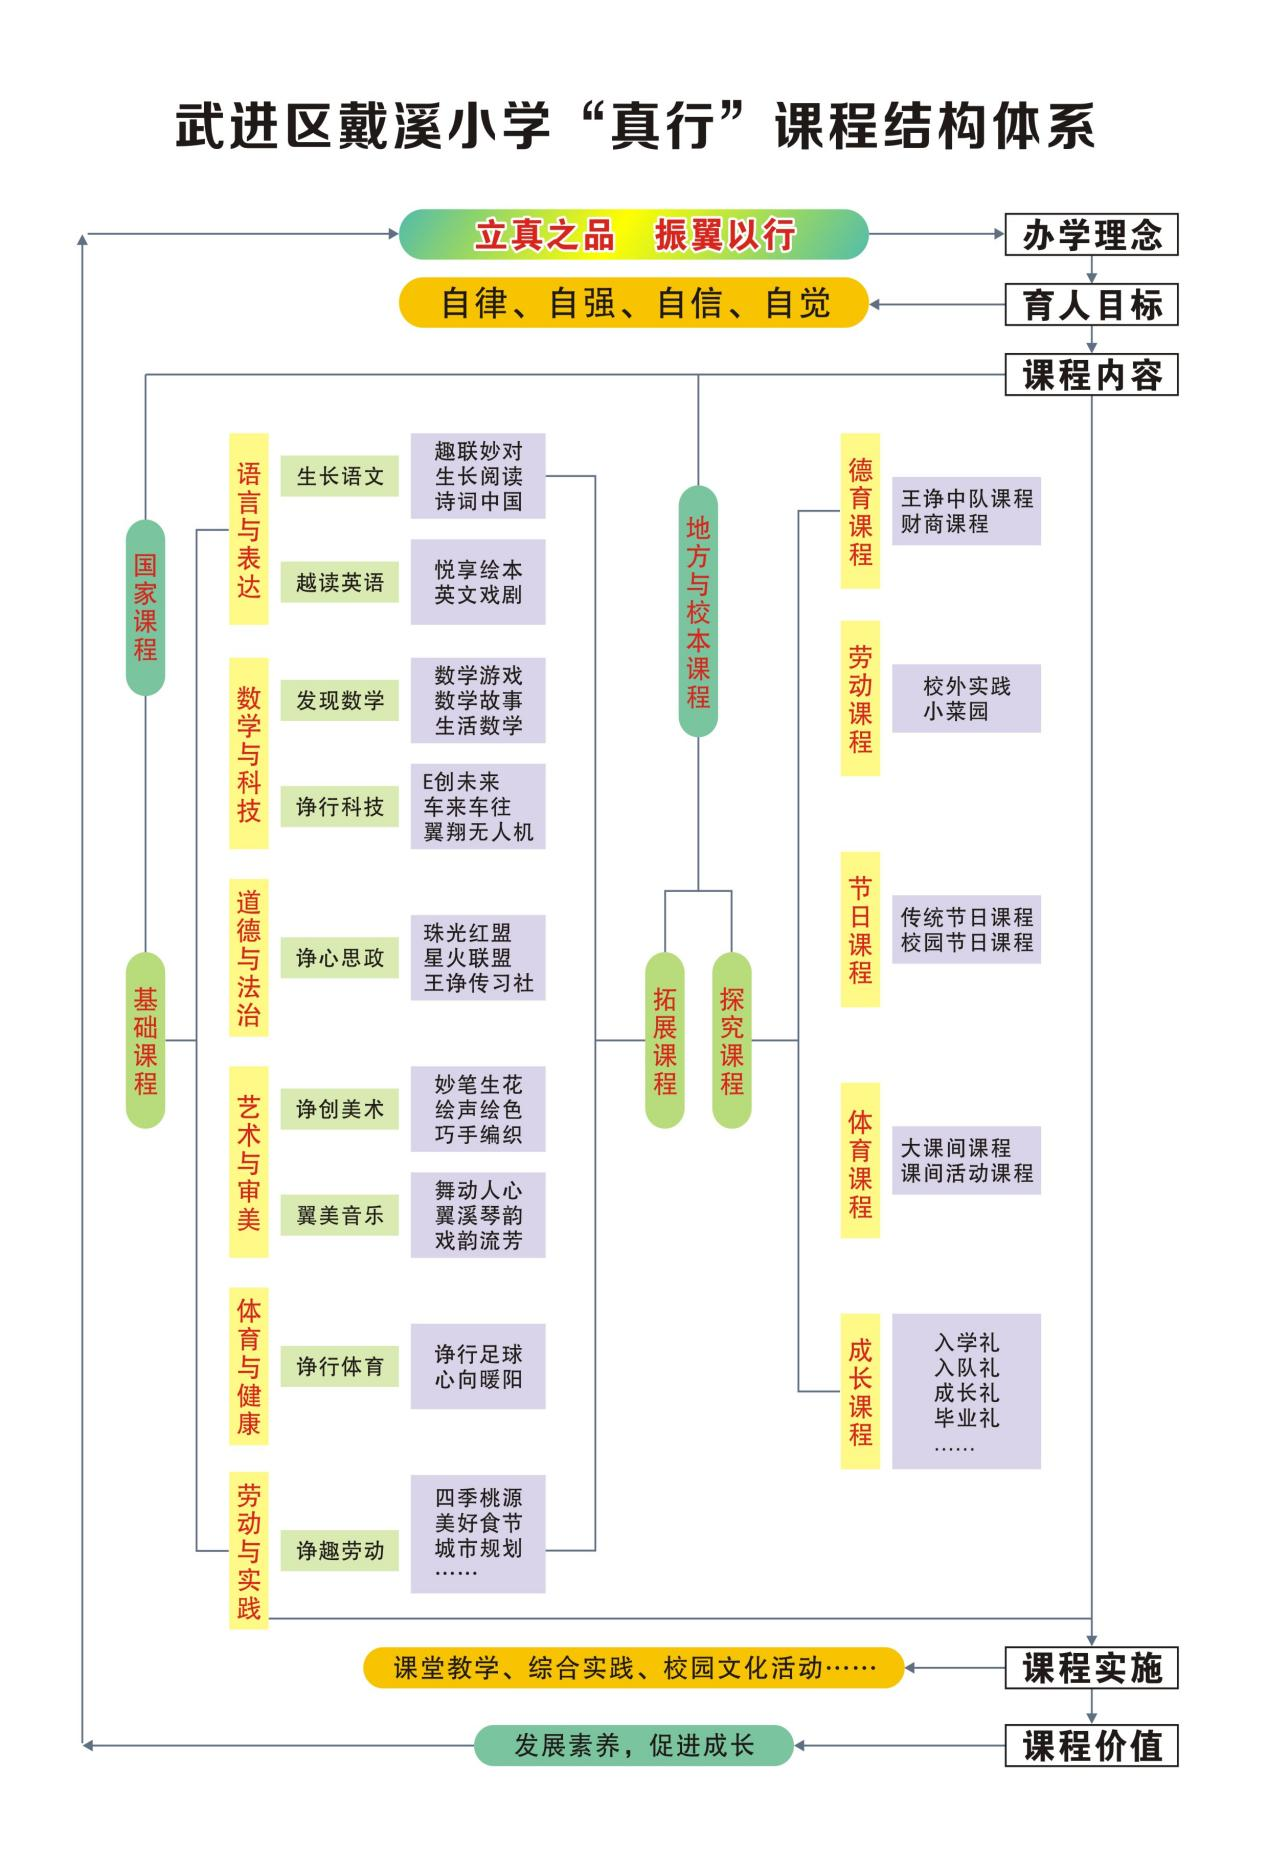 武进区戴溪小学“真行”课程结构体系
立真之品 振翼以行
办学理念
自律、自强、自信、自觉
育人目标
课程内容
国家课程
基础课程
语言与表达
生长语文
趣联妙对
生长阅读
诗词中国
越读英语
悦享绘本
英文戏剧
数学与科技
发现数学
数学游戏
数学故事
生活数学
诤行科技
E创未来
车来车往
翼翔无人机
道德与法治
诤心思政
珠光红盟
星火联盟
王诤传习社
艺术与审美
诤创美术
妙笔生花
绘声绘色
巧手编织
翼美音乐
舞动人心
翼溪琴韵
戏韵流芳
体育与健康
诤行体育
诤行足球
心向暖阳
劳动与实践
诤趣劳动
四季桃源
美好食节
城市规划
……
地方与校本课程
拓展课程
探究课程
德育课程
王诤中队课程
财商课程
劳动课程
校外实践
小菜园
节日课程
传统节日课程
校园节日课程
体育课程
大课间课程
课间活动课程
成长课程
入学礼
入队礼
成长礼
毕业礼
……
课堂教学、综合实践、校园文化活动……
课程实施
发展素养，促进成长
课程价值